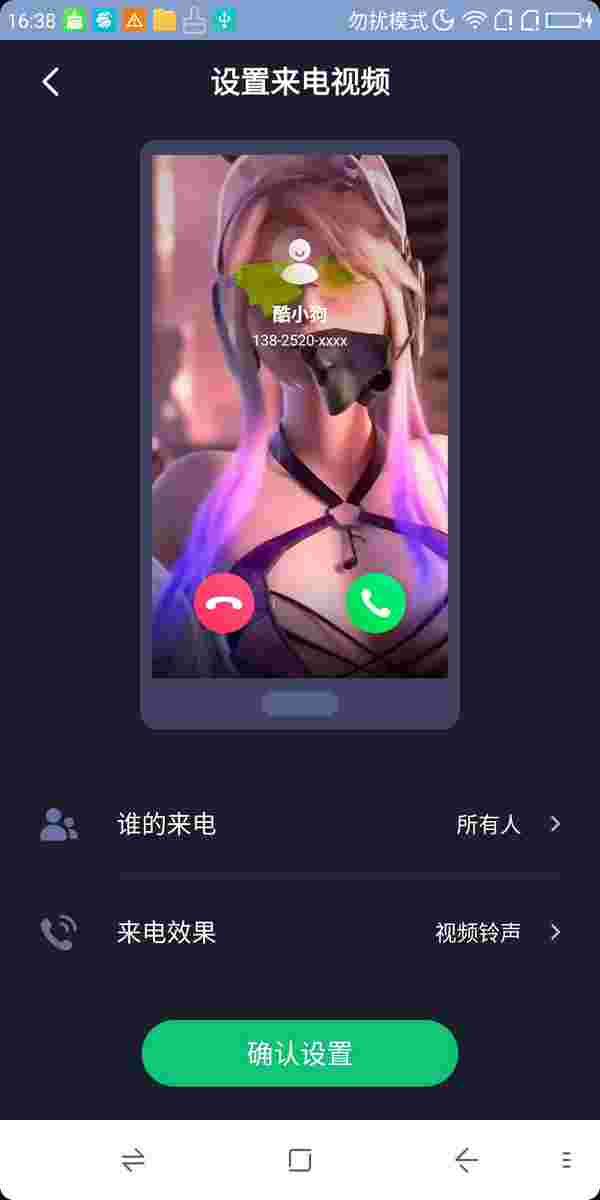 16:38 勿扰模式
设置来电视频
酷小狗
138-2520-xxxx
谁的来电 所有人
来电效果 视频铃声
确认设置